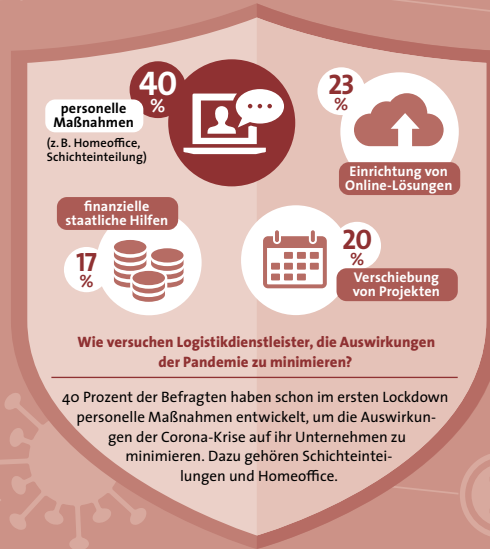 40
%
personelle
Maßnahmen
(z. B. Homeoffice,
Schichteinteilung)
23
%
Einrichtung von
Online-Lösungen
finanzielle
staatliche Hilfen
17
%
20
%
Verschiebung
von Projekten
Wie versuchen Logistikdienstleister, die Auswirkungen
der Pandemie zu minimieren?
40 Prozent der Befragten haben schon im ersten Lockdown
personelle Maßnahmen entwickelt, um die Auswirkun-
gen der Corona-Krise auf ihr Unternehmen zu
minimieren. Dazu gehören Schichteintei-
lungen und Homeoffice.